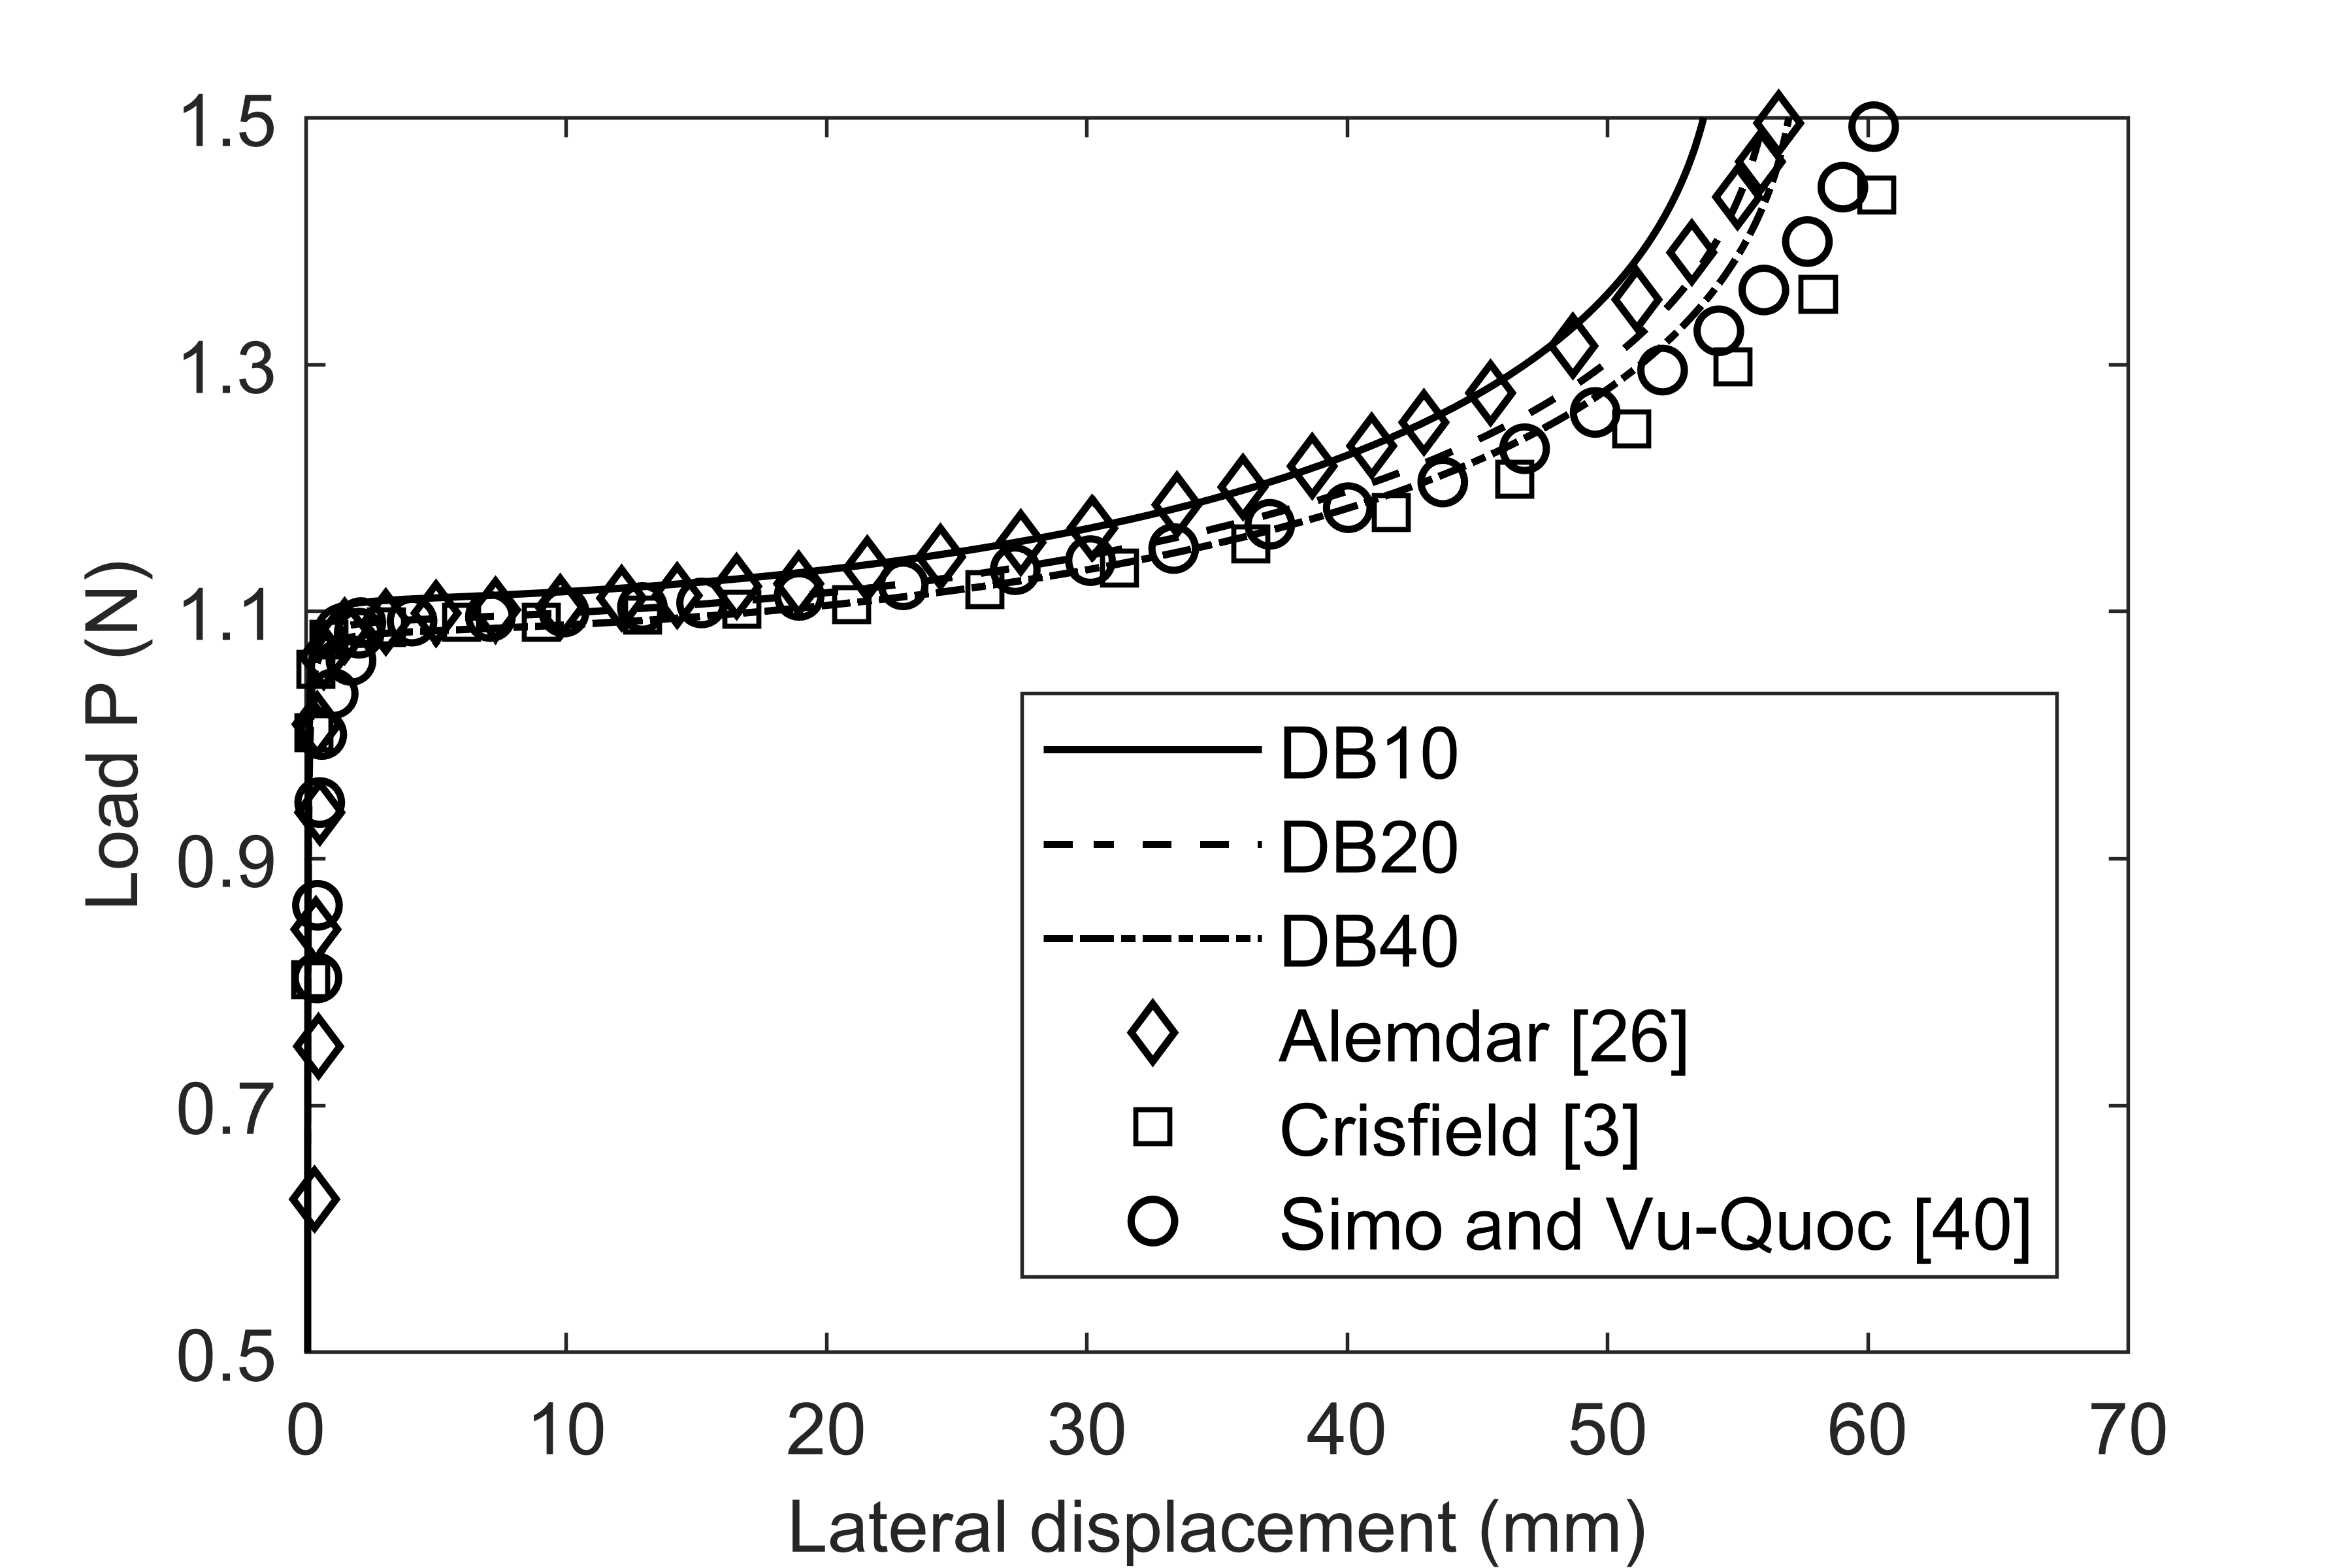 1.5
1.3
1.1
0.9
0.7
0.5
Load P (N)
0 10 20 30 40 50 60 70
Lateral displacement (mm)
DB10
DB20
DB40
Alemdar [26]
Crisfield [3]
Simo and Vu-Quoc [40]